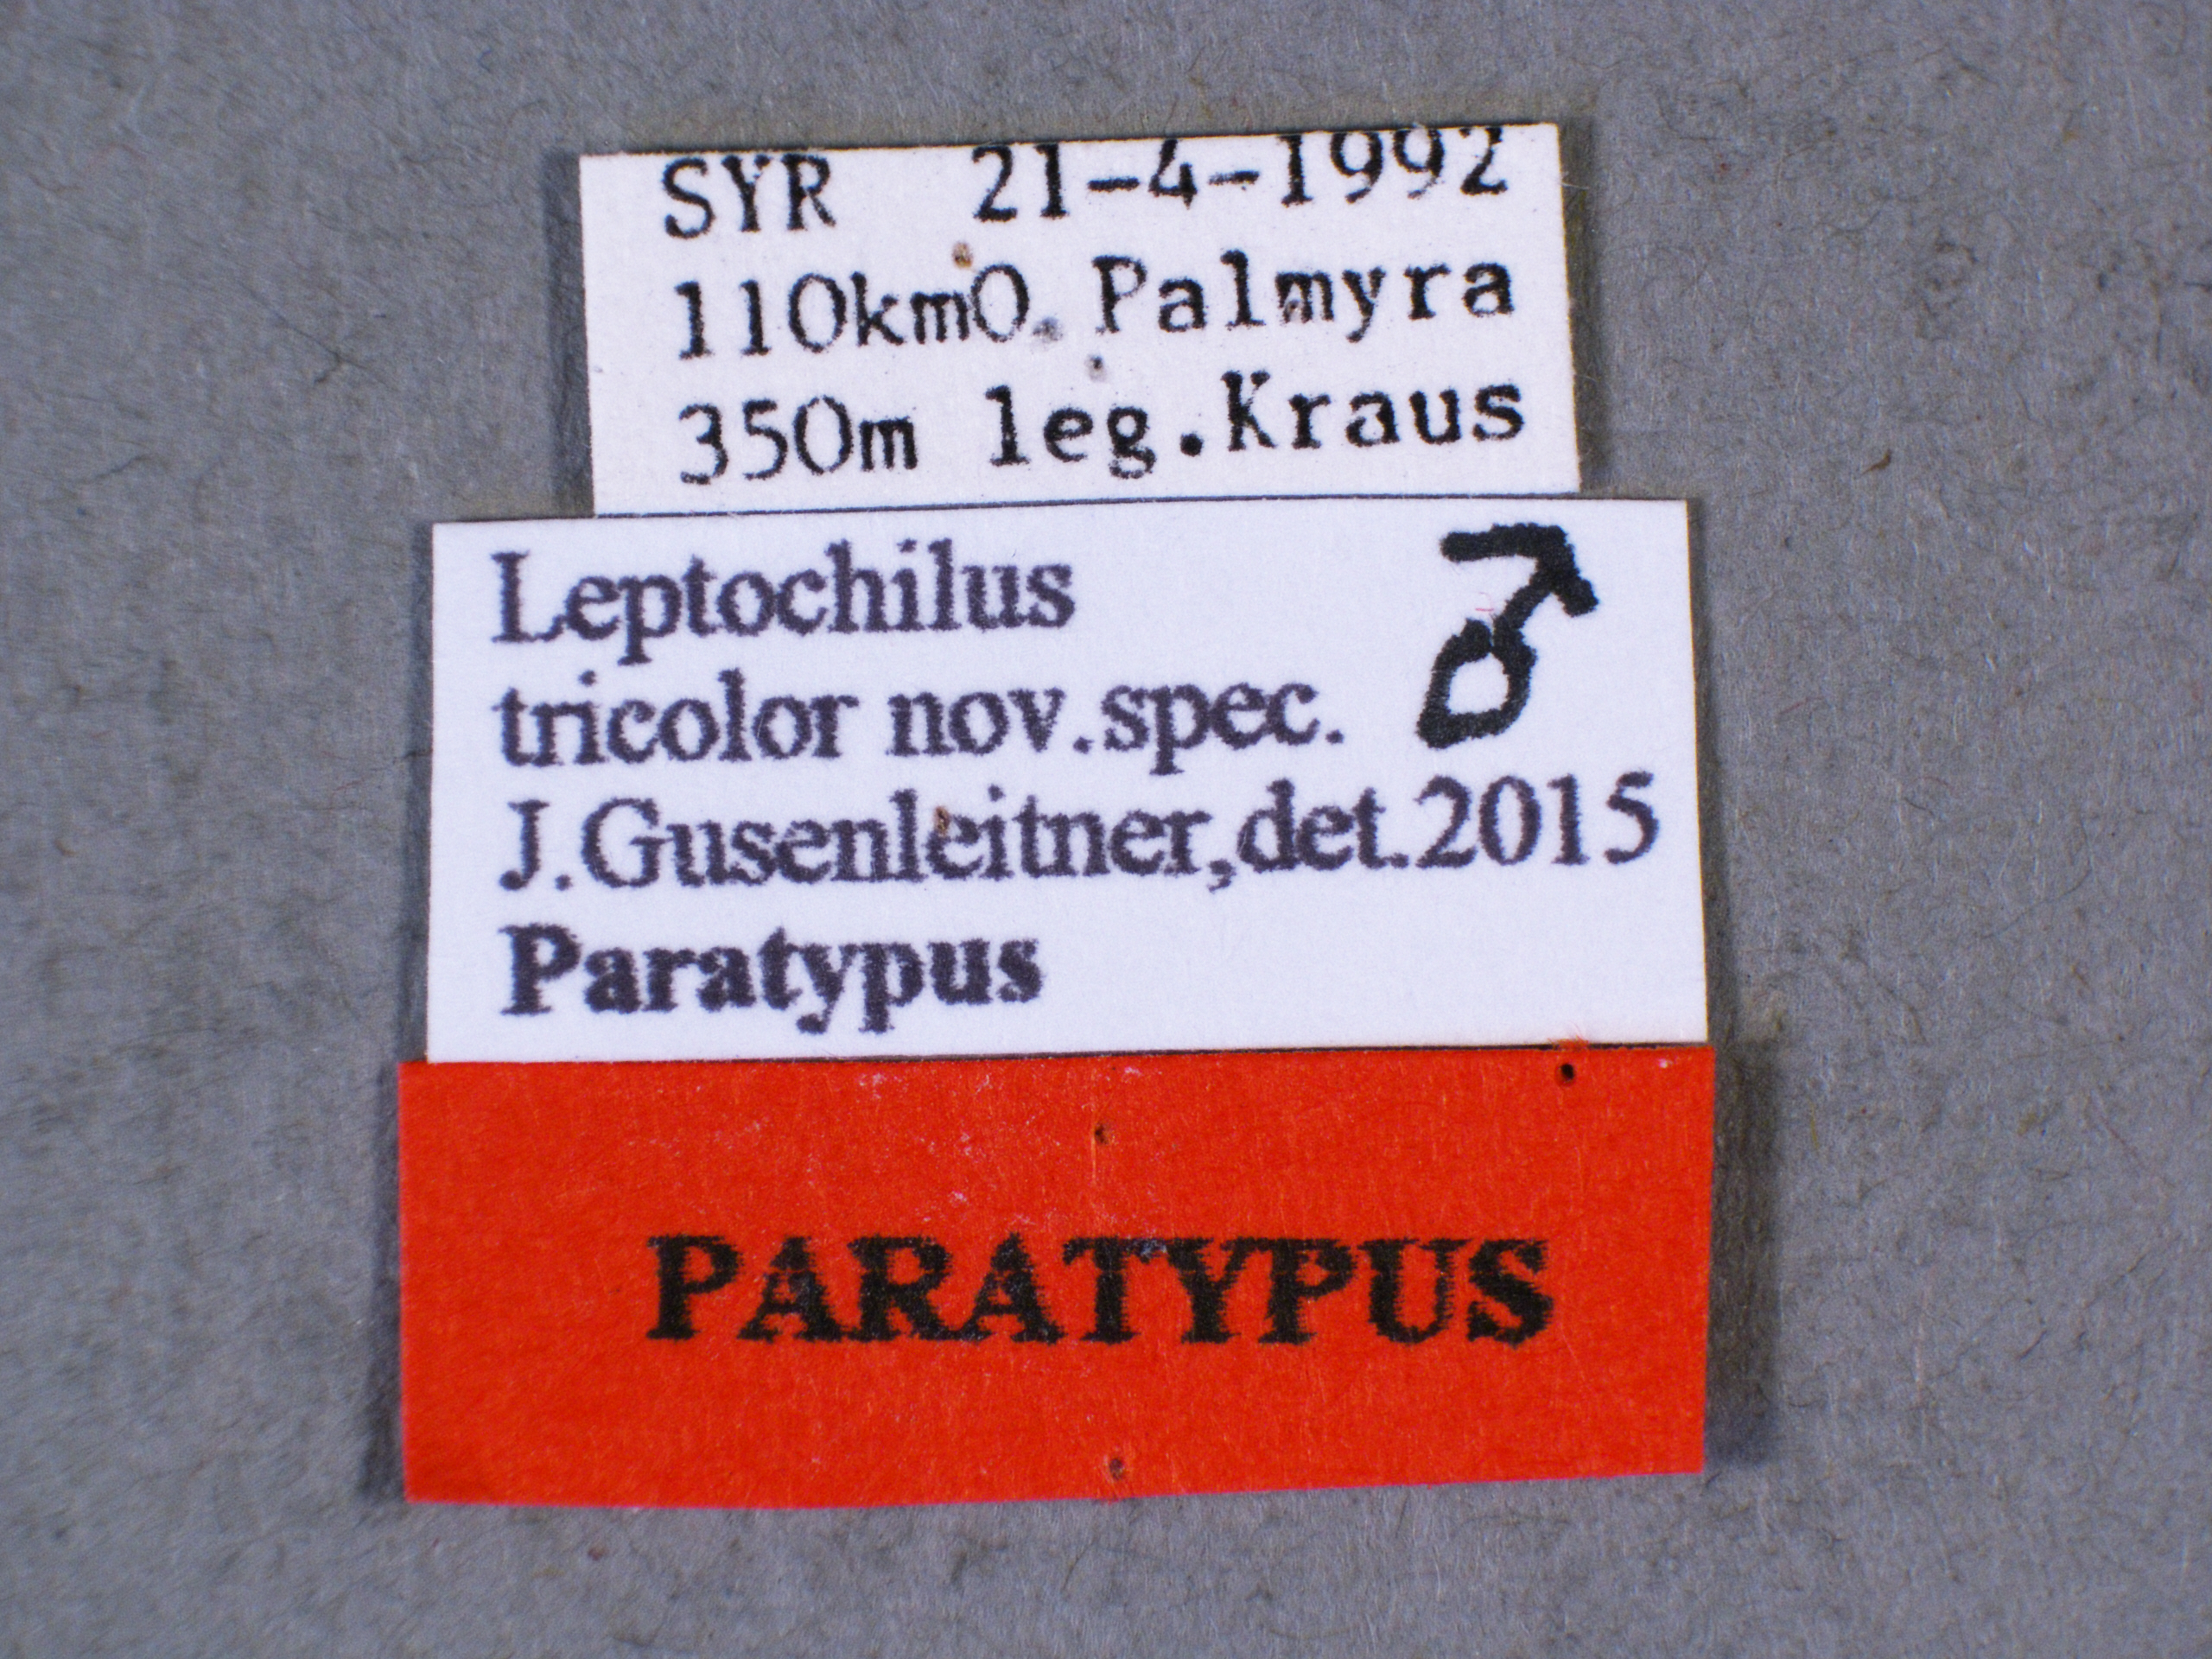 SYR 21-4-1992
110kmO. Palmyra
350m leg.Kraus
Leptochilus ♂
tricolor nov.spec.
J.Gusenleitner,det.2015
Paratypus
PARATYPUS